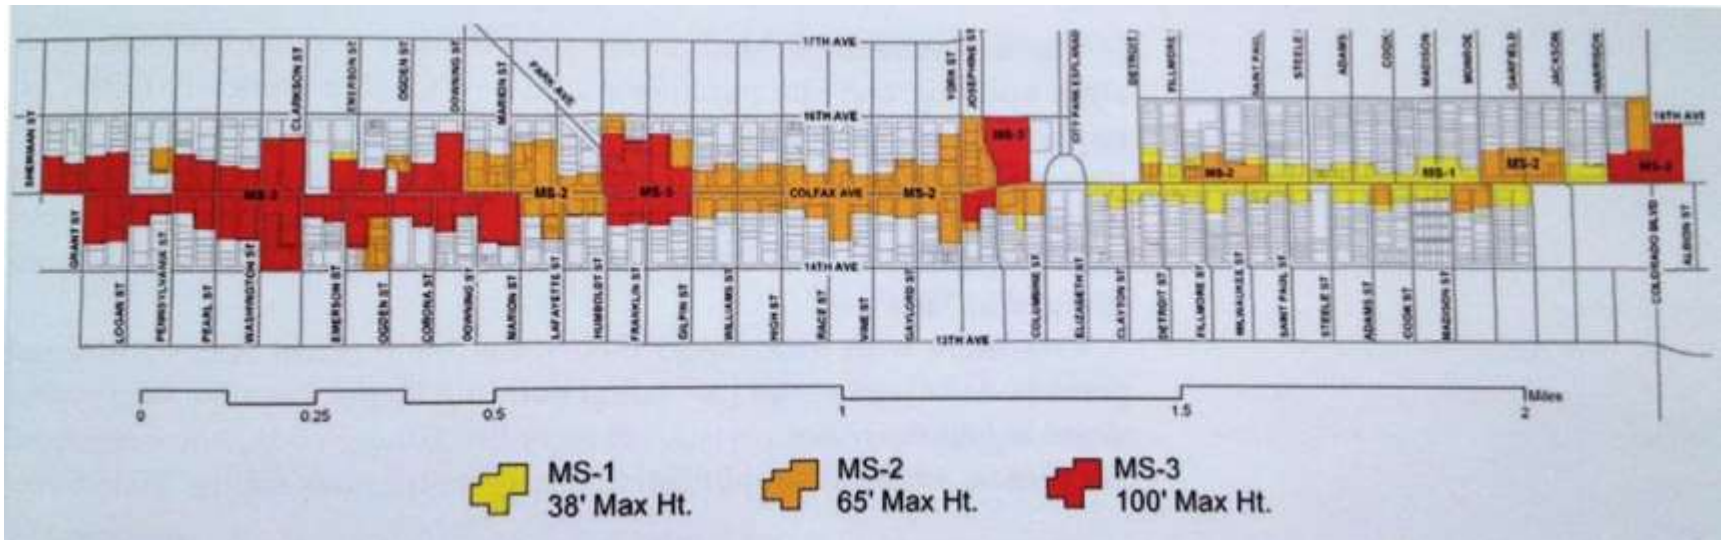 17TH AVE
SHERMAN ST
CLARKSON ST
EMERSON ST
OGDEN ST
DOWNING ST
MARION ST
PARK AVE
YORK ST
JOSEPHINE ST
CITY PARK ESPLANADE
DETROIT
FILLMORE
SAINT PAUL
STEELE
ADAMS
COOK
MADISON
MONROE
GARFIELD
JACKSON
HARRISON
16TH AVE
16TH AVE
MS-3
MS-3
MS-2
MS-3
COLFAX AVE
MS-2
MS-2
MS-1
MS-2
MS-3
GRANT ST
LOGAN ST
PENNSYLVANIA ST
PEARL ST
WASHINGTON ST
EMERSON ST
OGDEN ST
CORONA ST
DOWNING ST
MARION ST
LAFAYETTE ST
HUMBOLDT ST
FRANKLIN ST
GILPIN ST
WILLIAMS ST
HIGH ST
RACE ST
VINE ST
GAYLORD ST
COLUMBINE ST
ELIZABETH ST
CLAYTON ST
DETROIT ST
FILLMORE ST
MILWAUKEE ST
SAINT PAUL ST
STEELE ST
ADAMS ST
COOK ST
MADISON ST
COLORADO BLVD
ALBION ST
14TH AVE
13TH AVE
0 0.25 0.5 1 1.5 2 Miles
MS-1
38' Max Ht.
MS-2
65' Max Ht.
MS-3
100' Max Ht.